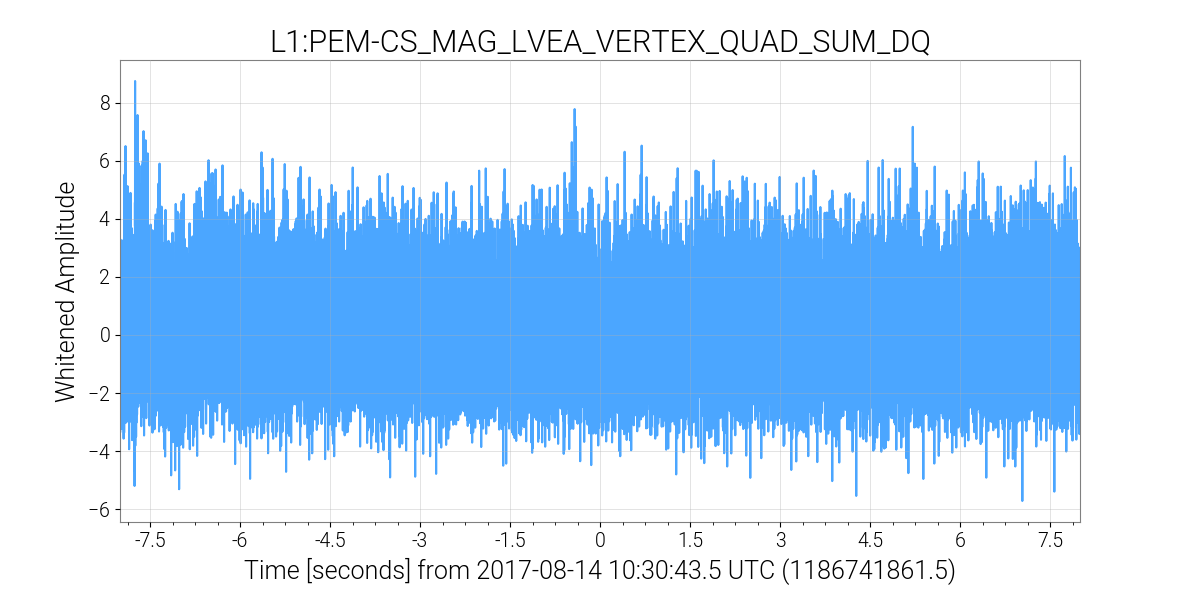 L1:PEM-CS_MAG_LVEA_VERTEX_QUAD_SUM_DQ
Whitened Amplitude
8
6
4
2
0
−2
−4
−6
-7.5 -6 -4.5 -3 -1.5 0 1.5 3 4.5 6 7.5
Time [seconds] from 2017-08-14 10:30:43.5 UTC (1186741861.5)